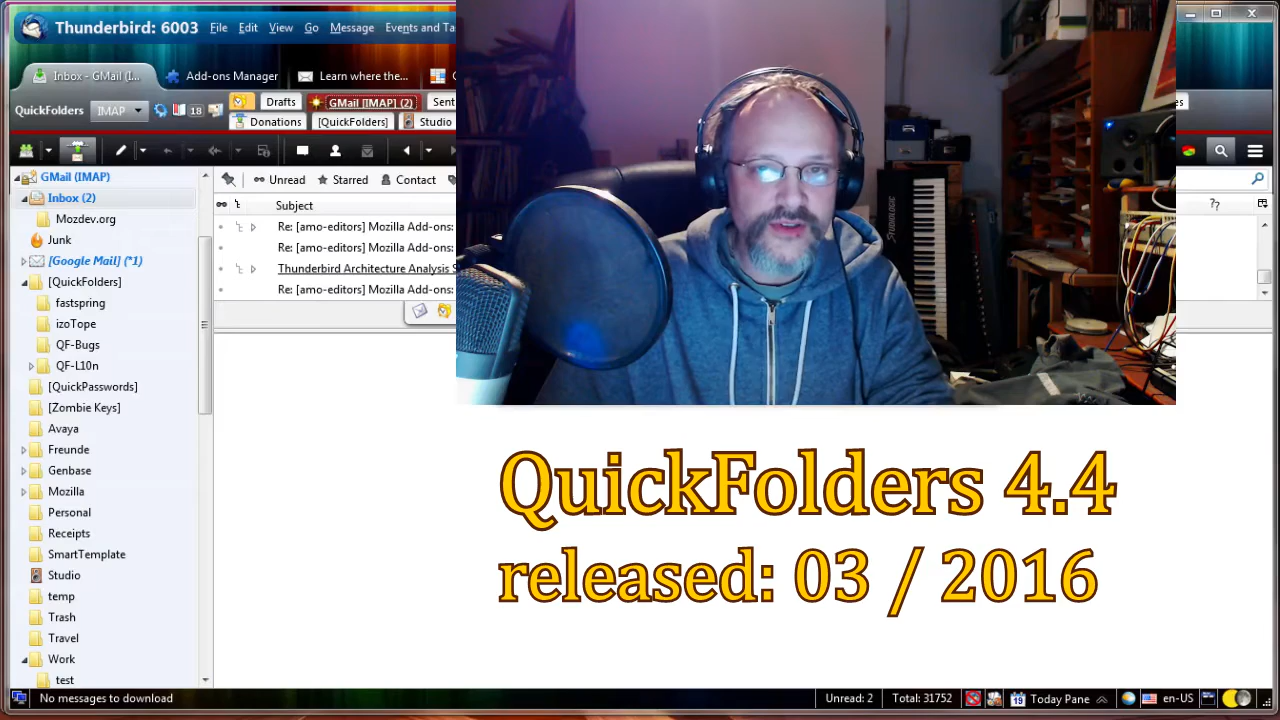 Thunderbird: 6003 File Edit View Go Message Events and Ta
Inbox - GMail (I... Add-ons Manager Learn where the...
QuickFolders IMAP 18 Drafts GMail [IMAP] (2) Sent
Donations [QuickFolders] Studio
GMail (IMAP)
Inbox (2)
Mozdev.org
Junk
[Google Mail] (*1)
[QuickFolders]
fastspring
izoTope
QF-Bugs
QF-L10n
[QuickPasswords]
[Zombie Keys]
Avaya
Freunde
Genbase
Mozilla
Personal
Receipts
SmartTemplate
Studio
temp
Trash
Travel
Work
test
Unread Starred Contact
Subject
Re: [amo-editors] Mozilla Add-ons:
Re: [amo-editors] Mozilla Add-ons:
Thunderbird Architecture Analysis S
Re: [amo-editors] Mozilla Add-ons:
STUDIOLOGIC
QuickFolders 4.4
released: 03 / 2016
No messages to download Unread: 2 Total: 31752 19 Today Pane en-US